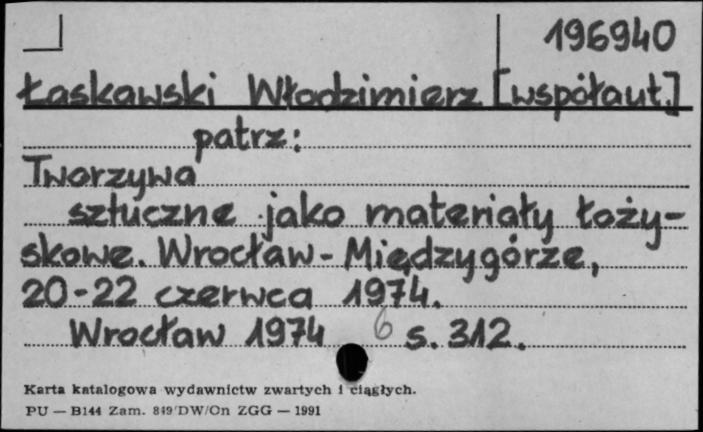 196940
Łaskawski Włodzimierz [współaut.]
patrz:
Tworzywa
sztuczne jako materiały łoży-
skowe. Wrocław - Międzygórze,
20-22 czerwca 1974.
Wrocław 1974 6 s. 312.
Karta katalogowa wydawnictw zwartych i ciągłych.
PU — B144 Zam. 849/DW/On ZGG — 1991